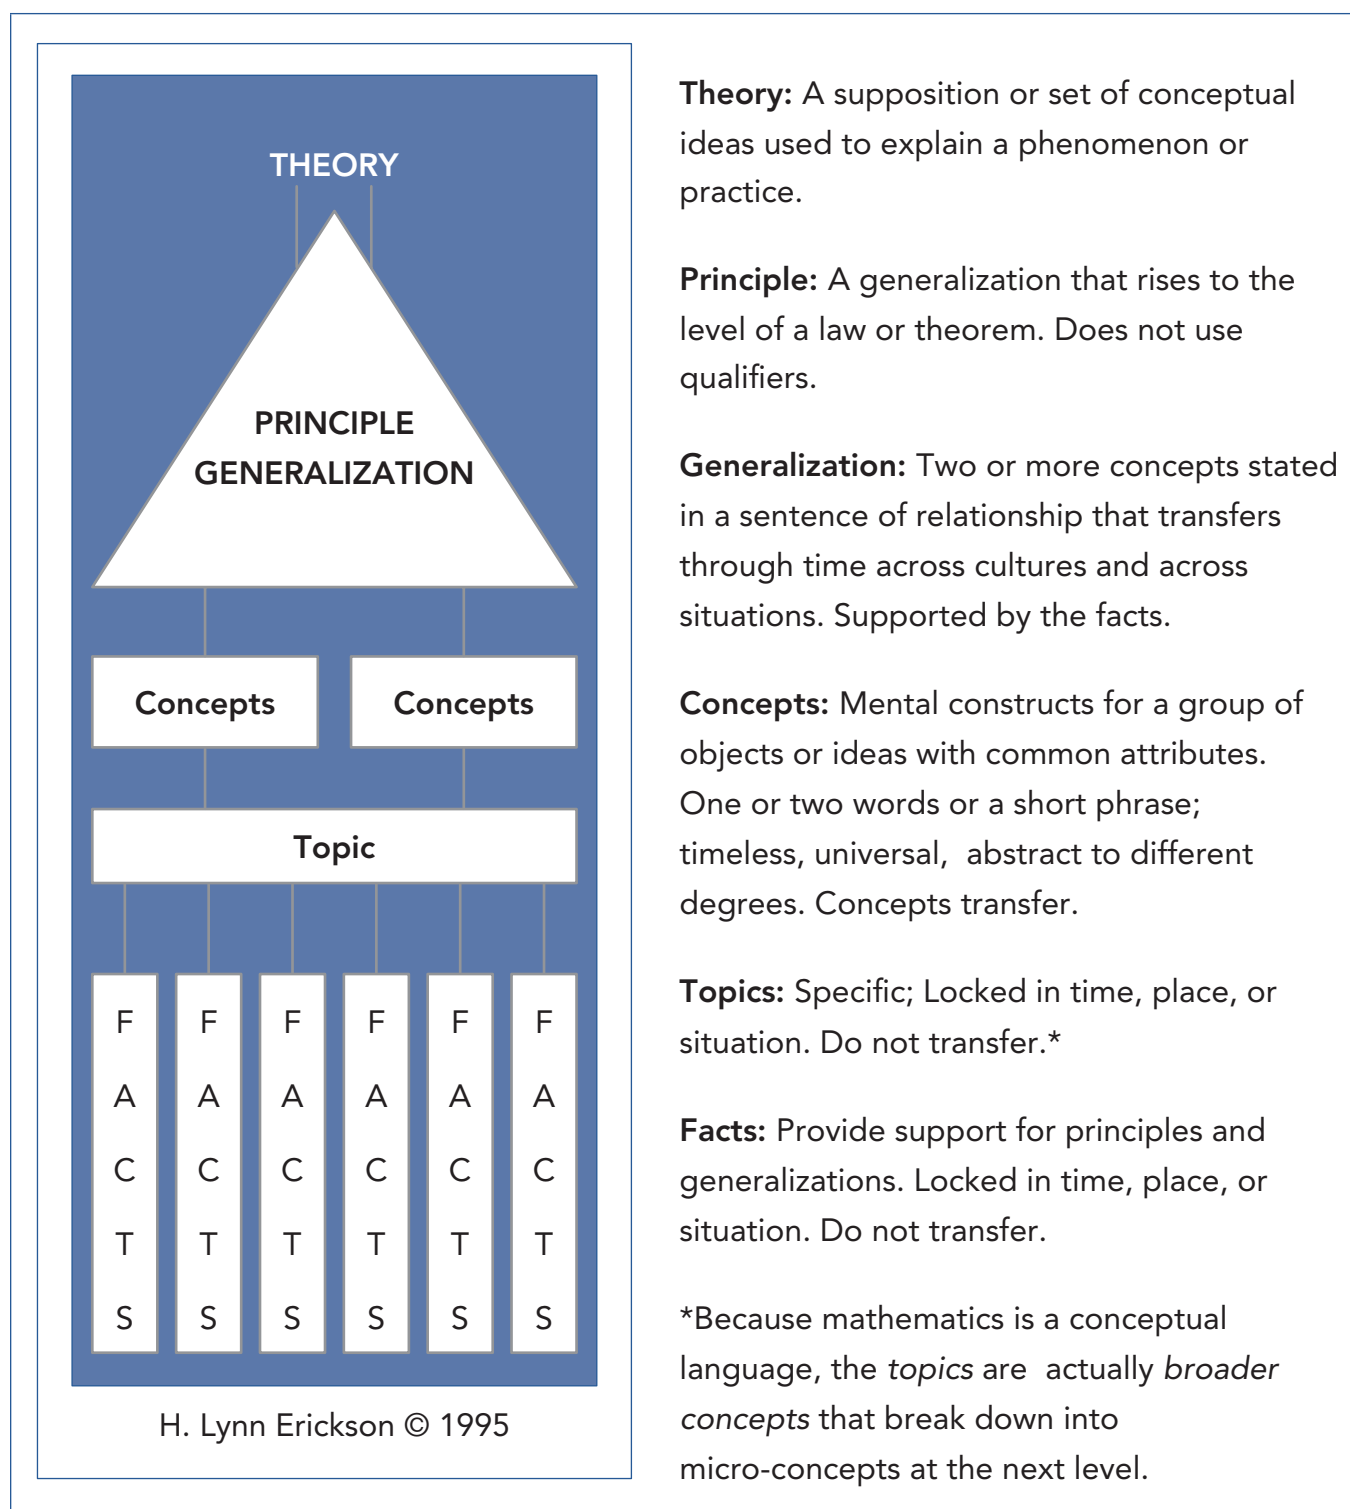 THEORY
PRINCIPLE
GENERALIZATION
Concepts
Concepts
Topic
F F F F F F
A A A A A A
C C C C C C
T T T T T T
S S S S S S
H. Lynn Erickson © 1995
Theory: A supposition or set of conceptual
ideas used to explain a phenomenon or
practice.
Principle: A generalization that rises to the
level of a law or theorem. Does not use
qualifiers.
Generalization: Two or more concepts stated
in a sentence of relationship that transfers
through time across cultures and across
situations. Supported by the facts.
Concepts: Mental constructs for a group of
objects or ideas with common attributes.
One or two words or a short phrase;
timeless, universal, abstract to different
degrees. Concepts transfer.
Topics: Specific; Locked in time, place, or
situation. Do not transfer.*
Facts: Provide support for principles and
generalizations. Locked in time, place, or
situation. Do not transfer.
*Because mathematics is a conceptual
language, the topics are actually broader
concepts that break down into
micro-concepts at the next level.